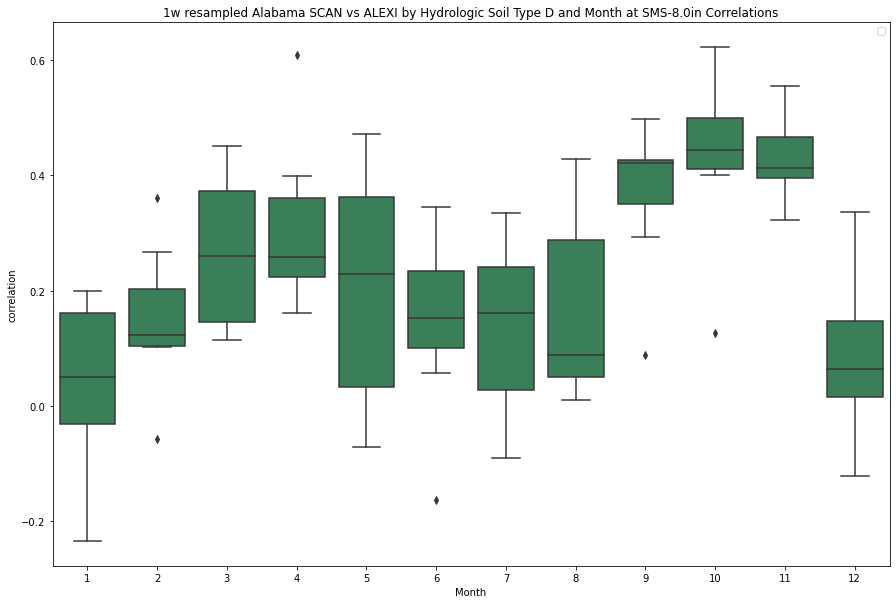 1w resampled Alabama SCAN vs ALEXI by Hydrologic Soil Type D and Month at SMS-8.0in Correlations
0.6
0.4
0.2
0.0
−0.2
correlation
1 2 3 4 5 6 7 8 9 10 11 12
Month